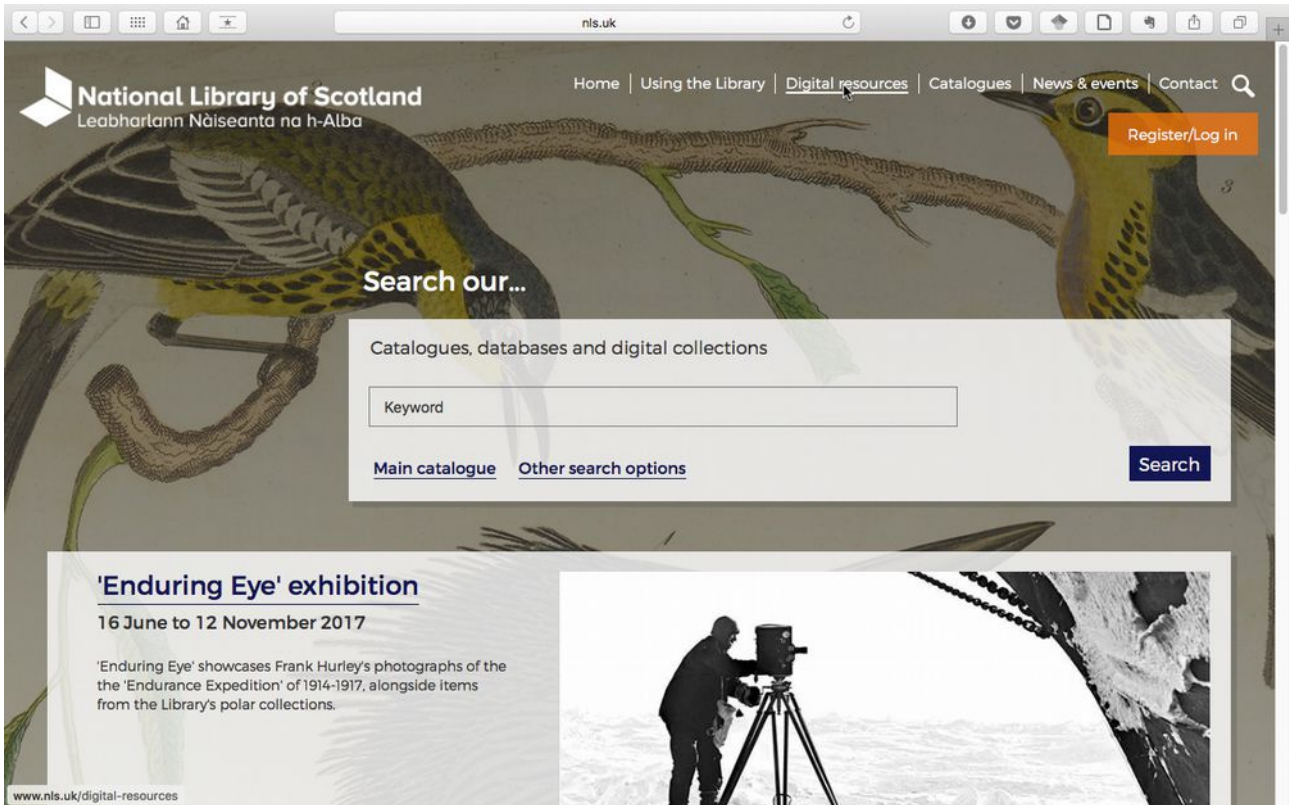 nls.uk
National Library of Scotland
Leabharlann Nàiseanta na h-Alba
Home | Using the Library | Digital resources | Catalogues | News & events | Contact
Register/Log in
3
Search our...
Catalogues, databases and digital collections
Keyword
Main catalogue Other search options
Search
'Enduring Eye' exhibition
16 June to 12 November 2017
'Enduring Eye' showcases Frank Hurley's photographs of the
the 'Endurance Expedition' of 1914-1917, alongside items
from the Library's polar collections.
www.nls.uk/digital-resources